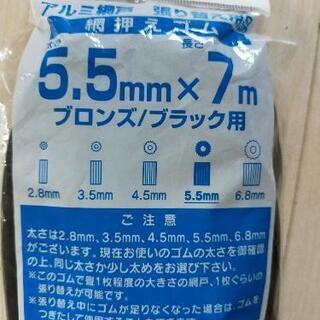 アルミ網戸 張り替え用
網押えゴム
太さ
長さ
5.5mm×7m
ブロンズ/ブラック用
2.8mm 3.5mm 4.5mm 5.5mm 6.8mm
ご注意
太さは2.8mm、3.5mm、4.5mm、5.5mm、6.8mm
がございます。現在お使いのゴムの太さを御確認
の上、同じ太さか少し太めをお選び下さい。
※このゴムで畳1枚程度の大きさの網戸、1枚ぐらいの
張り替えが可能です。
※張り替え中にゴムが足りなくなった場合は、ゴムを